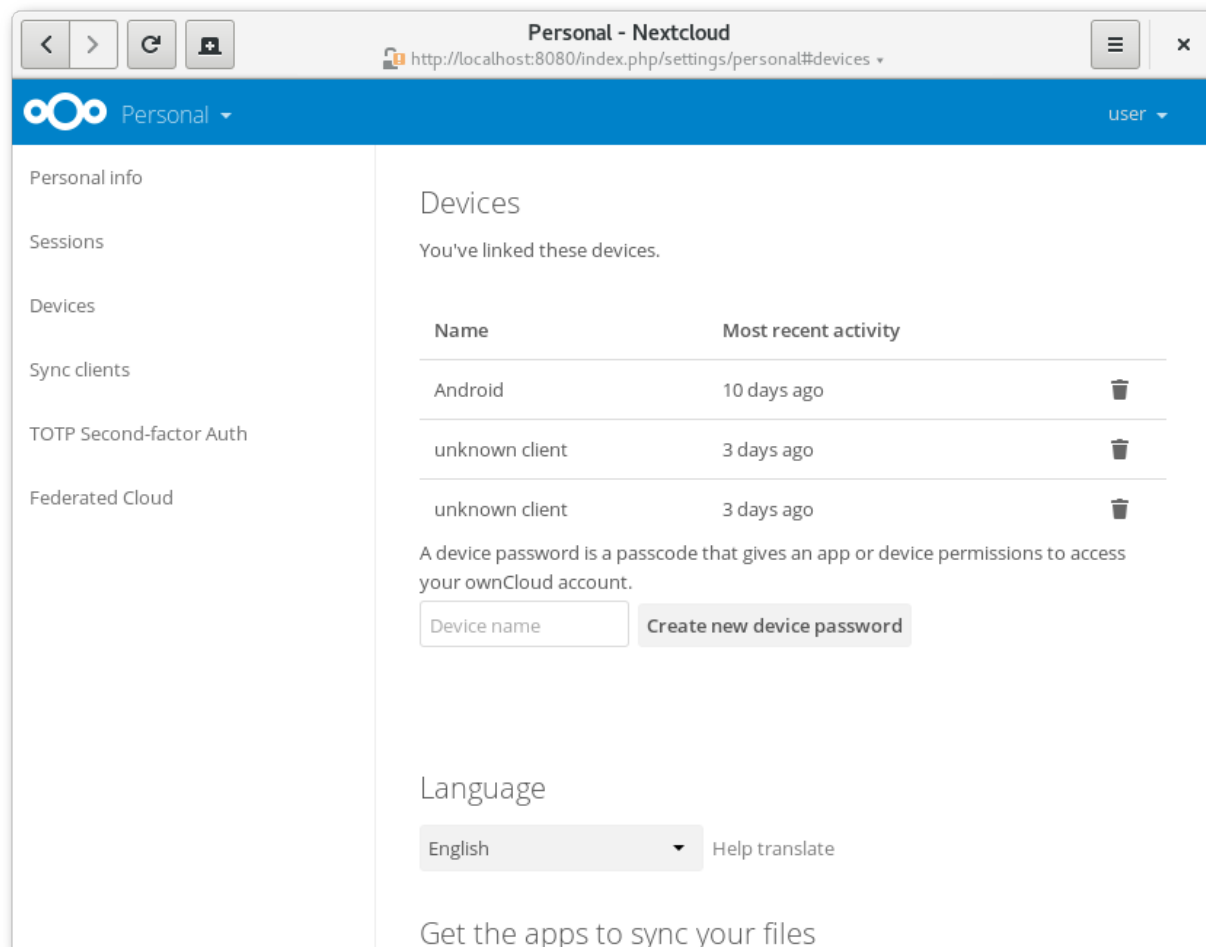 Personal - Nextcloud
http://localhost:8080/index.php/settings/personal#devices
Personal
user
Personal info
Sessions
Devices
Sync clients
TOTP Second-factor Auth
Federated Cloud
Devices
You've linked these devices.
Name Most recent activity
Android 10 days ago
unknown client 3 days ago
unknown client 3 days ago
A device password is a passcode that gives an app or device permissions to access
your ownCloud account.
Device name Create new device password
Language
English Help translate
Get the apps to sync your files